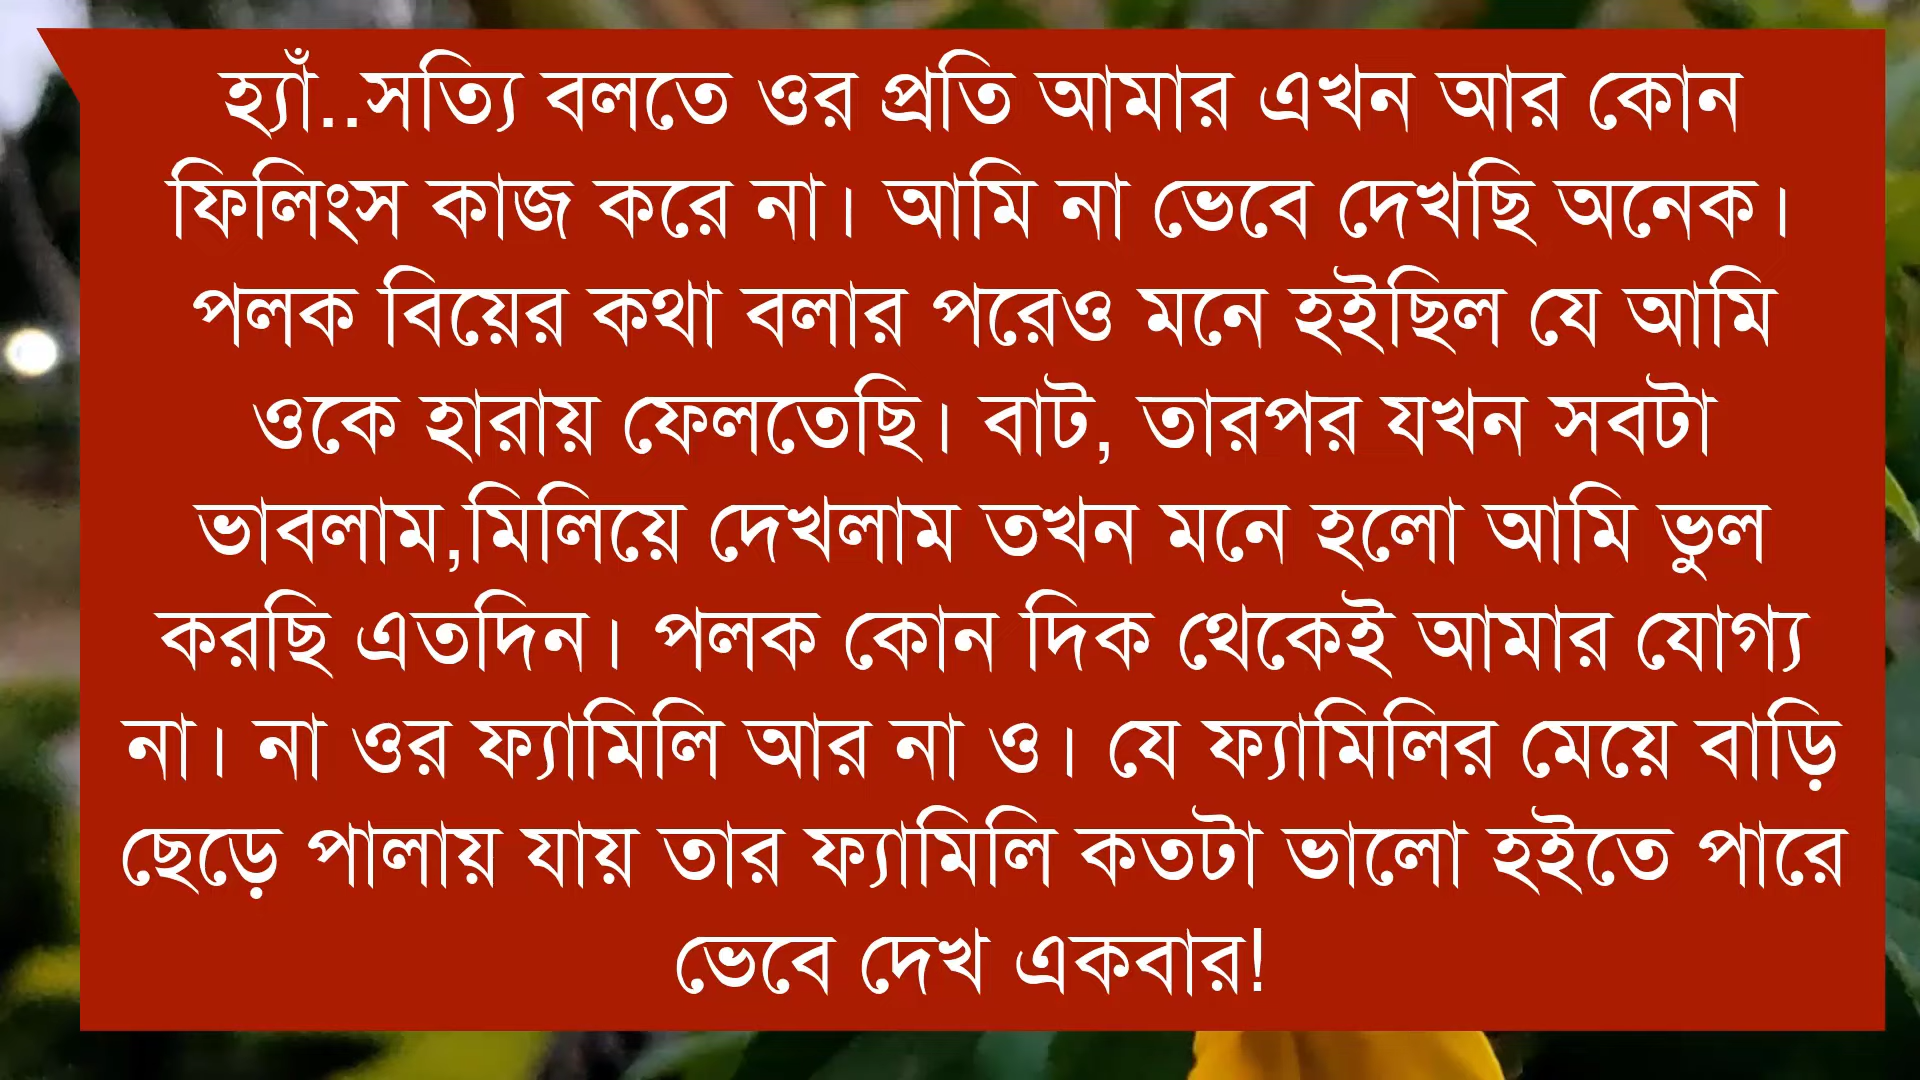 হ্যাঁ..সত্যি বলতে ওর প্রতি আমার এখন আর কোন
ফিলিংস কাজ করে না। আমি না ভেবে দেখছি অনেক।
পলক বিয়ের কথা বলার পরেও মনে হইছিল যে আমি
ওকে হারায় ফেলতেছি। বাট, তারপর যখন সবটা
ভাবলাম,মিলিয়ে দেখলাম তখন মনে হলো আমি ভুল
করছি এতদিন। পলক কোন দিক থেকেই আমার যোগ্য
না। না ওর ফ্যামিলি আর না ও। যে ফ্যামিলির মেয়ে বাড়ি
ছেড়ে পালায় যায় তার ফ্যামিলি কতটা ভালো হইতে পারে
ভেবে দেখ একবার!